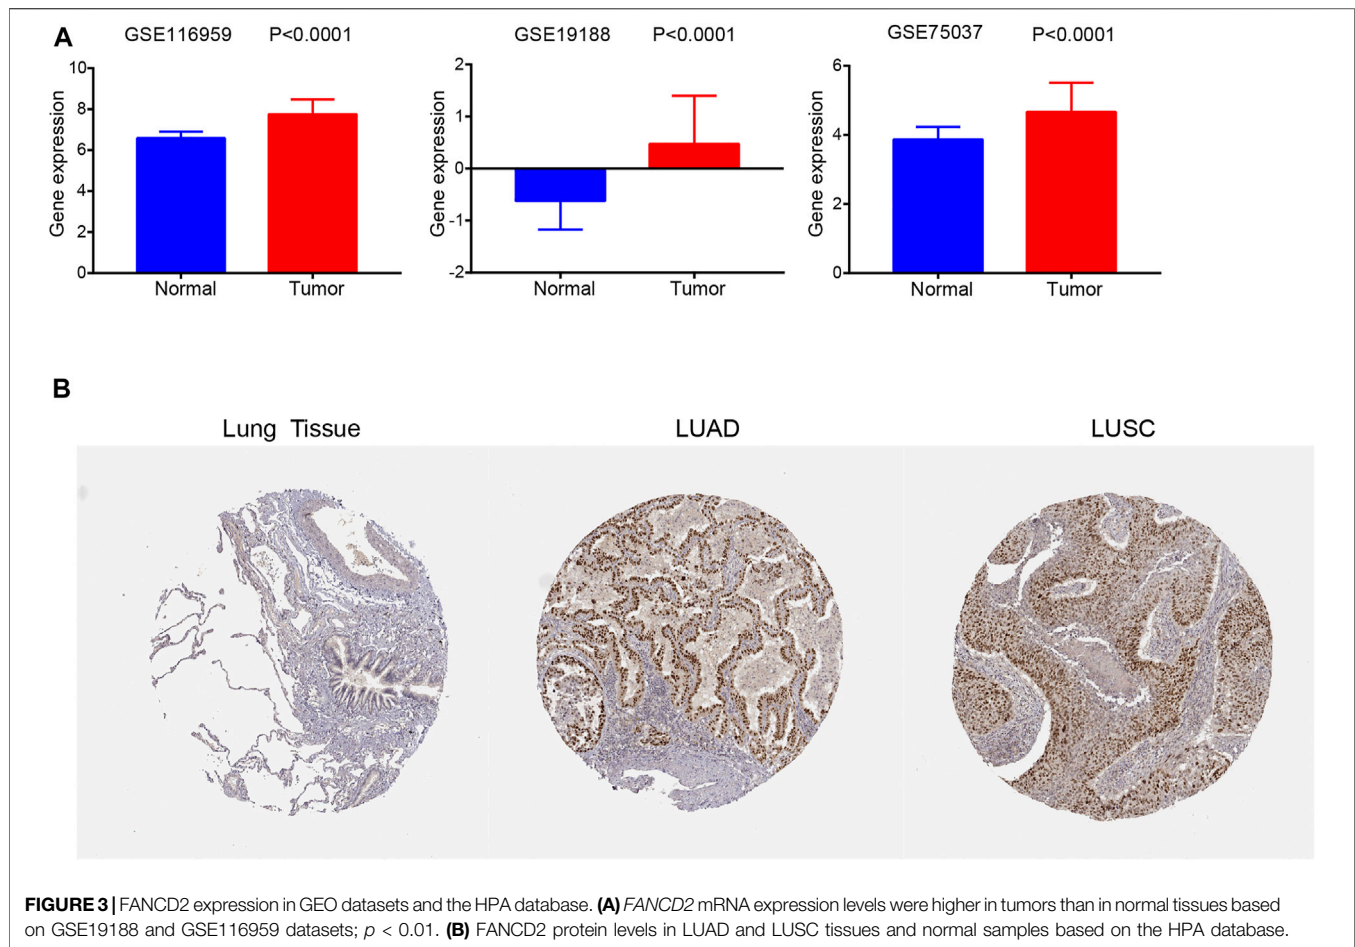 A
GSE116959 P<0.0001
Gene expression
10
8
6
4
2
0
Normal Tumor
GSE19188 P<0.0001
Gene expression
2
1
0
-1
-2
Normal Tumor
GSE75037 P<0.0001
Gene expression
6
4
2
0
Normal Tumor
B
Lung Tissue LUAD LUSC
FIGURE 3 | FANCD2 expression in GEO datasets and the HPA database. (A) FANCD2 mRNA expression levels were higher in tumors than in normal tissues based
on GSE19188 and GSE116959 datasets; p < 0.01. (B) FANCD2 protein levels in LUAD and LUSC tissues and normal samples based on the HPA database.